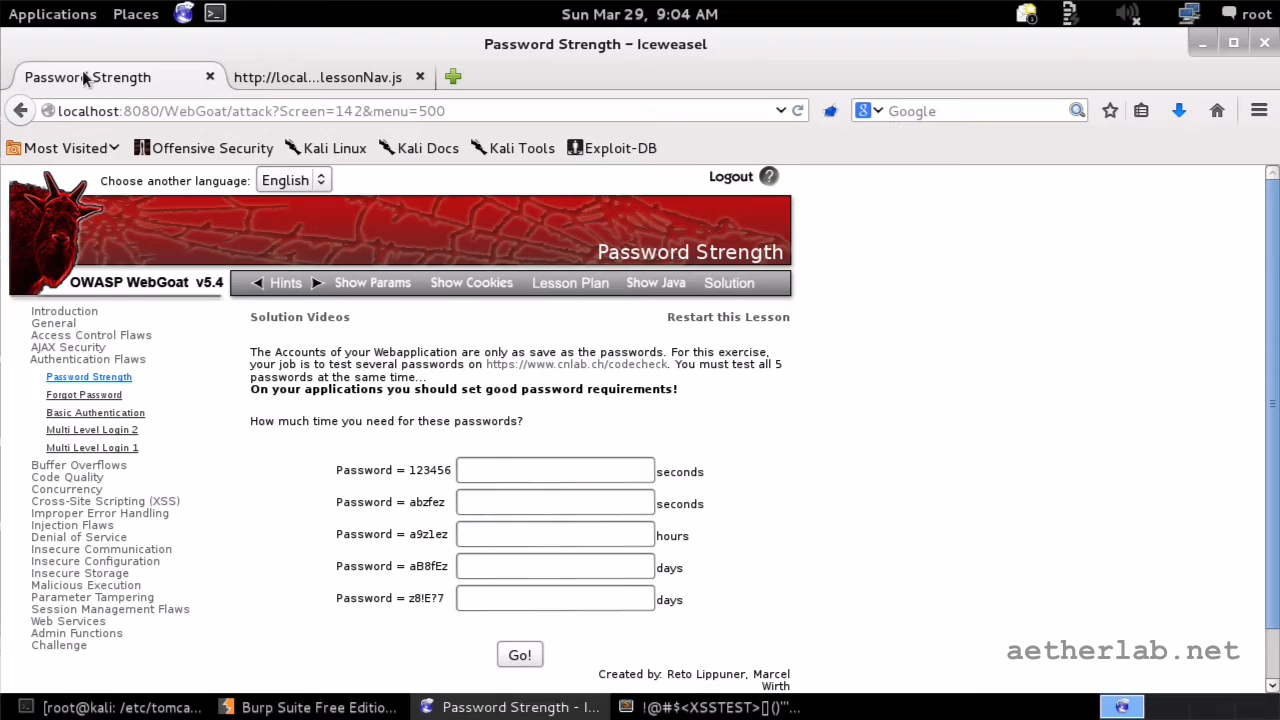 Applications Places Sun Mar 29, 9:04 AM root
Password Strength - Iceweasel
Password Strength http://local...lessonNav.js
localhost:8080/WebGoat/attack?Screen=142&menu=500 Google
Most Visited Offensive Security Kali Linux Kali Docs Kali Tools Exploit-DB
Choose another language: English Logout ?
Password Strength
OWASP WebGoat v5.4 Hints Show Params Show Cookies Lesson Plan Show Java Solution
Introduction
General
Access Control Flaws
AJAX Security
Authentication Flaws
Password Strength
Forgot Password
Basic Authentication
Multi Level Login 2
Multi Level Login 1
Buffer Overflows
Code Quality
Concurrency
Cross-Site Scripting (XSS)
Improper Error Handling
Injection Flaws
Denial of Service
Insecure Communication
Insecure Configuration
Insecure Storage
Malicious Execution
Parameter Tampering
Session Management Flaws
Web Services
Admin Functions
Challenge
Solution Videos Restart this Lesson
The Accounts of your Webapplication are only as save as the passwords. For this exercise,
your job is to test several passwords on https://www.cnlab.ch/codecheck. You must test all 5
passwords at the same time...
On your applications you should set good password requirements!
How much time you need for these passwords?
Password = 123456 seconds
Password = abzfez seconds
Password = a9z1ez hours
Password = aB8fEz days
Password = z8!E?7 days
Go!
Created by: Reto Lippuner, Marcel
Wirth
aetherlab.net
[root@kali: /etc/tomca... Burp Suite Free Edition... Password Strength - I... !@#$<XSSTEST>[]()'"'...